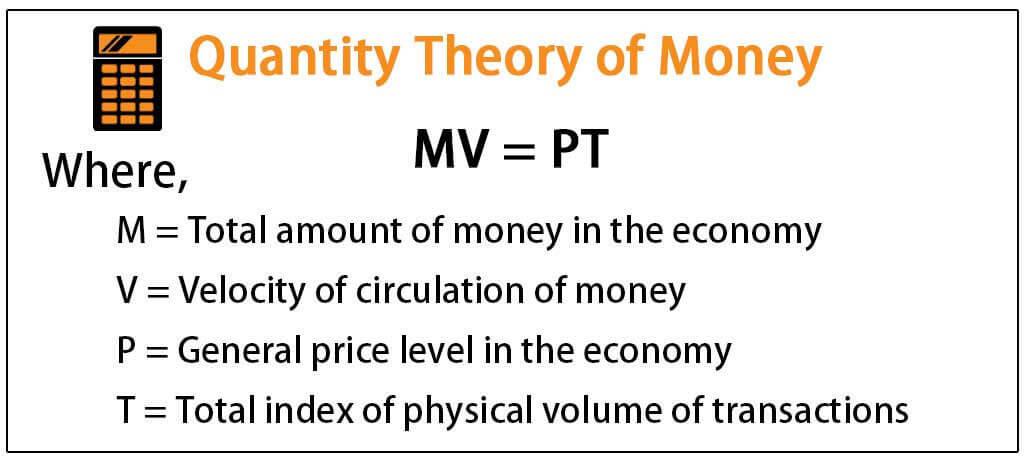 Quantity Theory of Money
MV = PT
Where,
M = Total amount of money in the economy
V = Velocity of circulation of money
P = General price level in the economy
T = Total index of physical volume of transactions